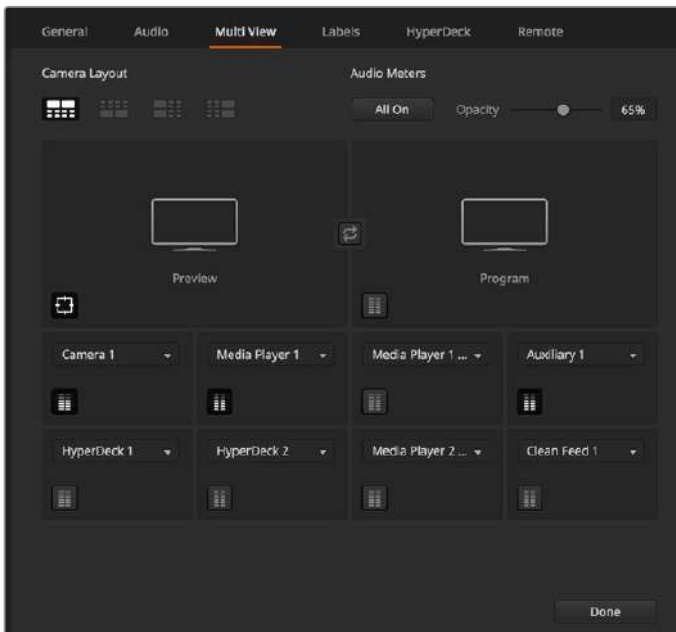 General Audio Multi View Labels HyperDeck Remote
Camera Layout Audio Meters
All On Opacity 65%
Preview Program
Camera 1 Media Player 1 Media Player 1 ... Auxiliary 1
HyperDeck 1 HyperDeck 2 Media Player 2 ... Clean Feed 1
Done